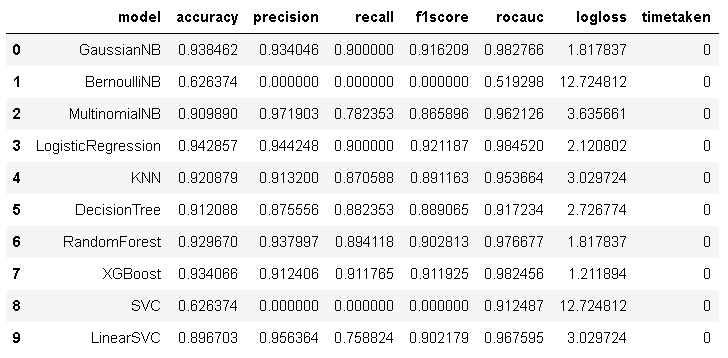 model accuracy precision recall f1score rocauc logloss timetaken
0 GaussianNB 0.938462 0.934046 0.900000 0.916209 0.982766 1.817837 0
1 BernoulliNB 0.626374 0.000000 0.000000 0.000000 0.519298 12.724812 0
2 MultinomialNB 0.909890 0.971903 0.782353 0.865896 0.962126 3.635661 0
3 LogisticRegression 0.942857 0.944248 0.900000 0.921187 0.984520 2.120802 0
4 KNN 0.920879 0.913200 0.870588 0.891163 0.953664 3.029724 0
5 DecisionTree 0.912088 0.875556 0.882353 0.889065 0.917234 2.726774 0
6 RandomForest 0.929670 0.937997 0.894118 0.902813 0.976677 1.817837 0
7 XGBoost 0.934066 0.912406 0.911765 0.911925 0.982456 1.211894 0
8 SVC 0.626374 0.000000 0.000000 0.000000 0.912487 12.724812 0
9 LinearSVC 0.896703 0.956364 0.758824 0.902179 0.967595 3.029724 0